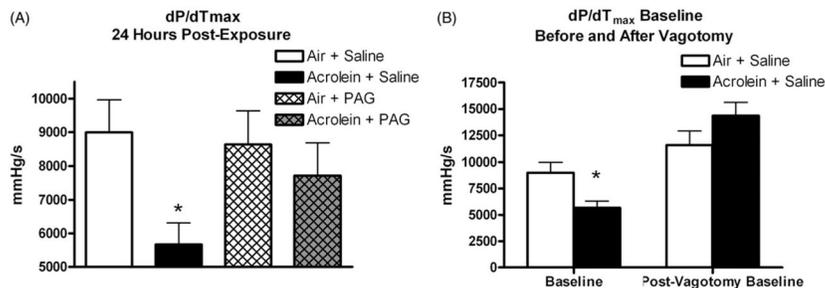 (A)
dP/dTmax
24 Hours Post-Exposure
Air + Saline
Acrolein + Saline
Air + PAG
Acrolein + PAG
mmHg/s
10000
9000
8000
7000
6000
5000
*
(B)
dP/dTmax Baseline
Before and After Vagotomy
Air + Saline
Acrolein + Saline
mmHg/s
17500
15000
12500
10000
7500
5000
2500
0
*
Baseline
Post-Vagotomy Baseline